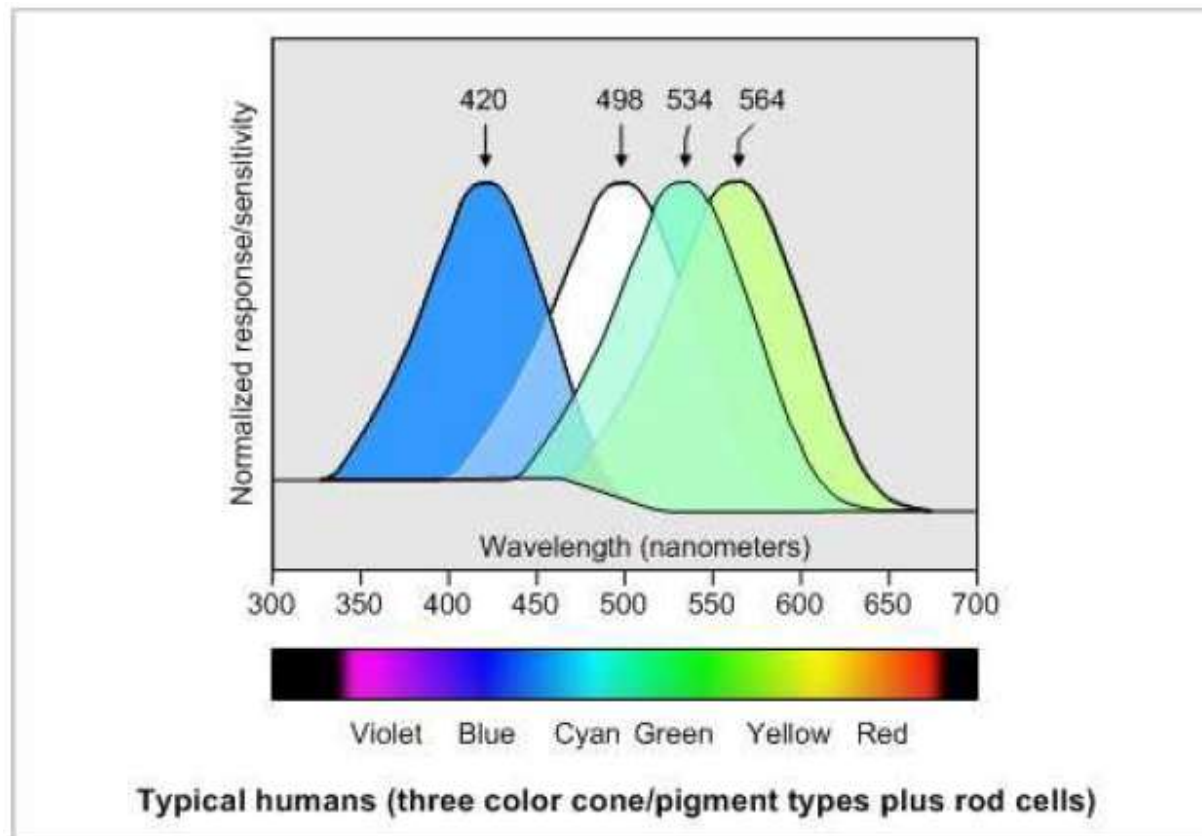 420 498 534 564
Normalized response/sensitivity
Wavelength (nanometers)
300 350 400 450 500 550 600 650 700
Violet Blue Cyan Green Yellow Red
Typical humans (three color cone/pigment types plus rod cells)